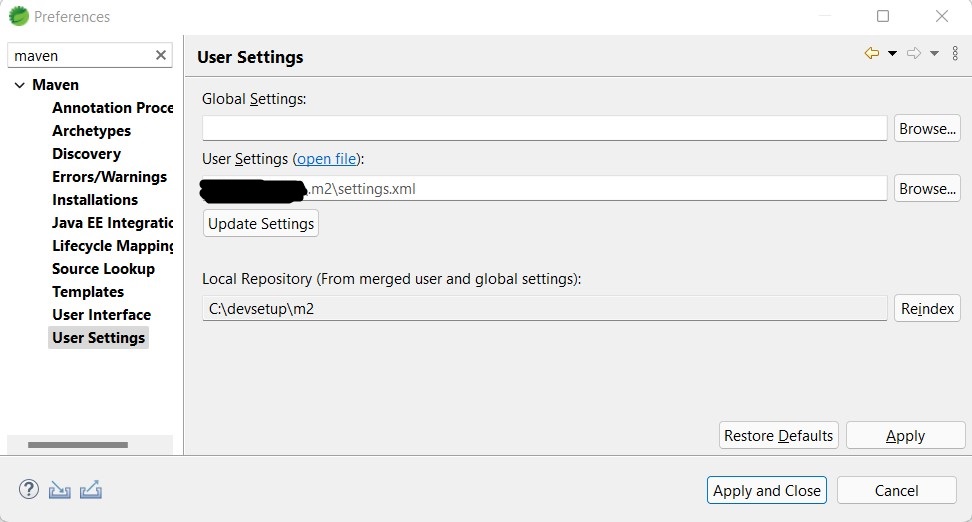 Preferences
maven
User Settings
Maven
Annotation Proce
Archetypes
Discovery
Errors/Warnings
Installations
Java EE Integratio
Lifecycle Mapping
Source Lookup
Templates
User Interface
User Settings
Global Settings:
Browse...
User Settings (open file):
.m2\settings.xml
Browse...
Update Settings
Local Repository (From merged user and global settings):
C:\devsetup\m2
Reindex
Restore Defaults
Apply
Apply and Close
Cancel